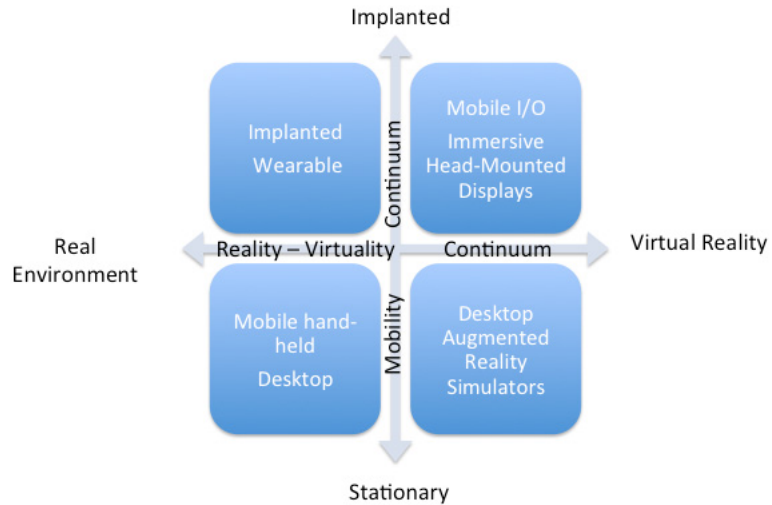 Implanted
Implanted
Wearable
Mobile I/O
Immersive
Head-Mounted
Displays
Continuum
Real
Environment
Reality – Virtuality
Continuum
Virtual Reality
Mobile hand-
held
Desktop
Mobility
Desktop
Augmented
Reality
Simulators
Stationary